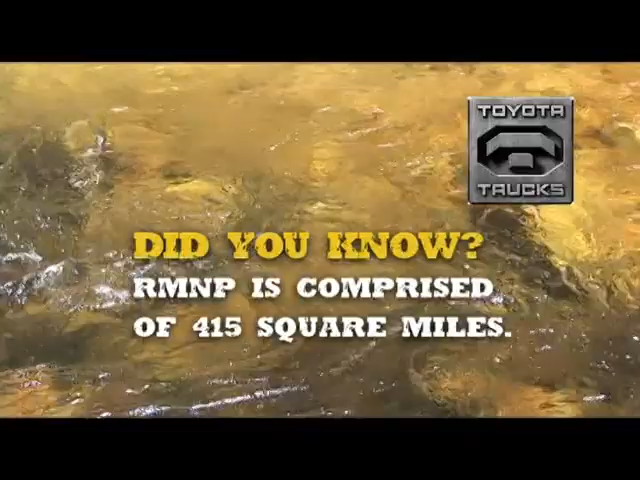 TOYOTA
TRUCKS
DID YOU KNOW?
RMNP IS COMPRISED
OF 415 SQUARE MILES.